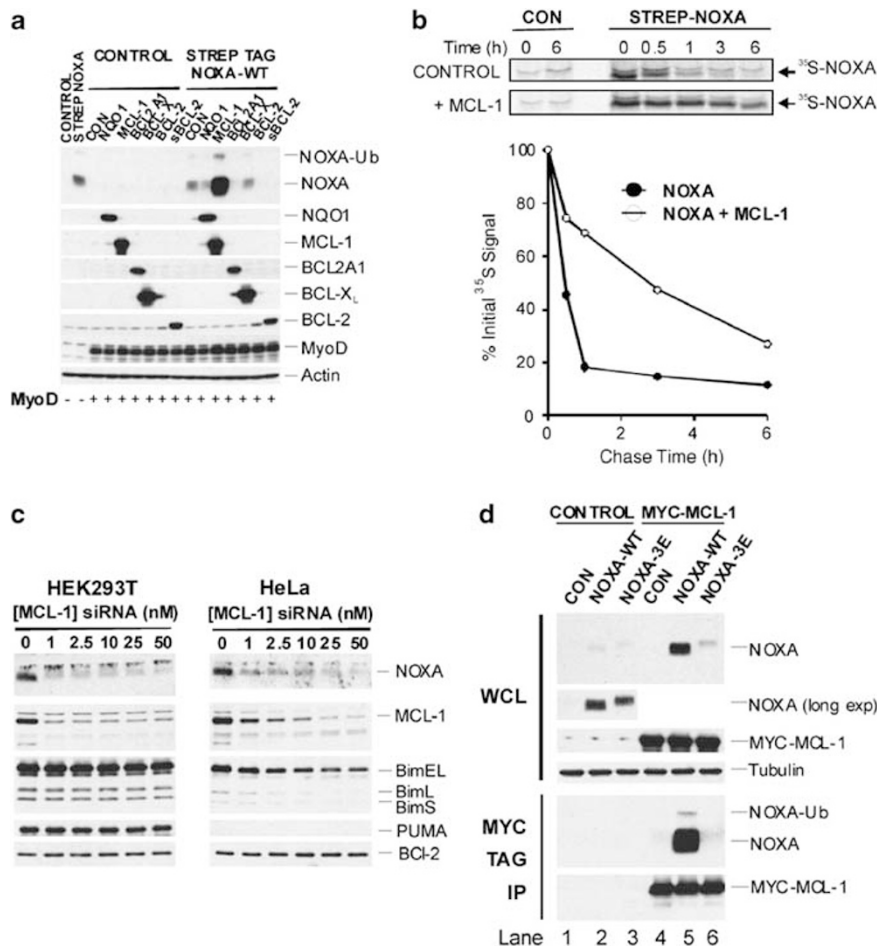 a
CONTROL
STREP TAG
NOXA-WT
CONTROL
STREP NOXA
CON
NQO1
MCL-1
BCL2A1
BCL-2
sBCL-2
CON
NQO1
MCL-1
BCL2A1
BCL-2
sBCL-2
NOXA-Ub
NOXA
NQO1
MCL-1
BCL2A1
BCL-XL
BCL-2
MyoD
Actin
MyoD - - + + + + + + + + + + + +
b
CON STREP-NOXA
Time (h) 0 6 0 0.5 1 3 6
CONTROL 35S-NOXA
+ MCL-1 35S-NOXA
% Initial 35S Signal
100
80
60
40
20
0
NOXA
NOXA + MCL-1
0 2 4 6
Chase Time (h)
c
HEK293T HeLa
[MCL-1] siRNA (nM) [MCL-1] siRNA (nM)
0 1 2.5 10 25 50 0 1 2.5 10 25 50
NOXA
MCL-1
BimEL
BimL
BimS
PUMA
BCl-2
d
CONTROL MYC-MCL-1
CON
NOXA-WT
NOXA-3E
CON
NOXA-WT
NOXA-3E
WCL
NOXA
NOXA (long exp)
MYC-MCL-1
Tubulin
MYC
TAG
IP
NOXA-Ub
NOXA
MYC-MCL-1
Lane 1 2 3 4 5 6